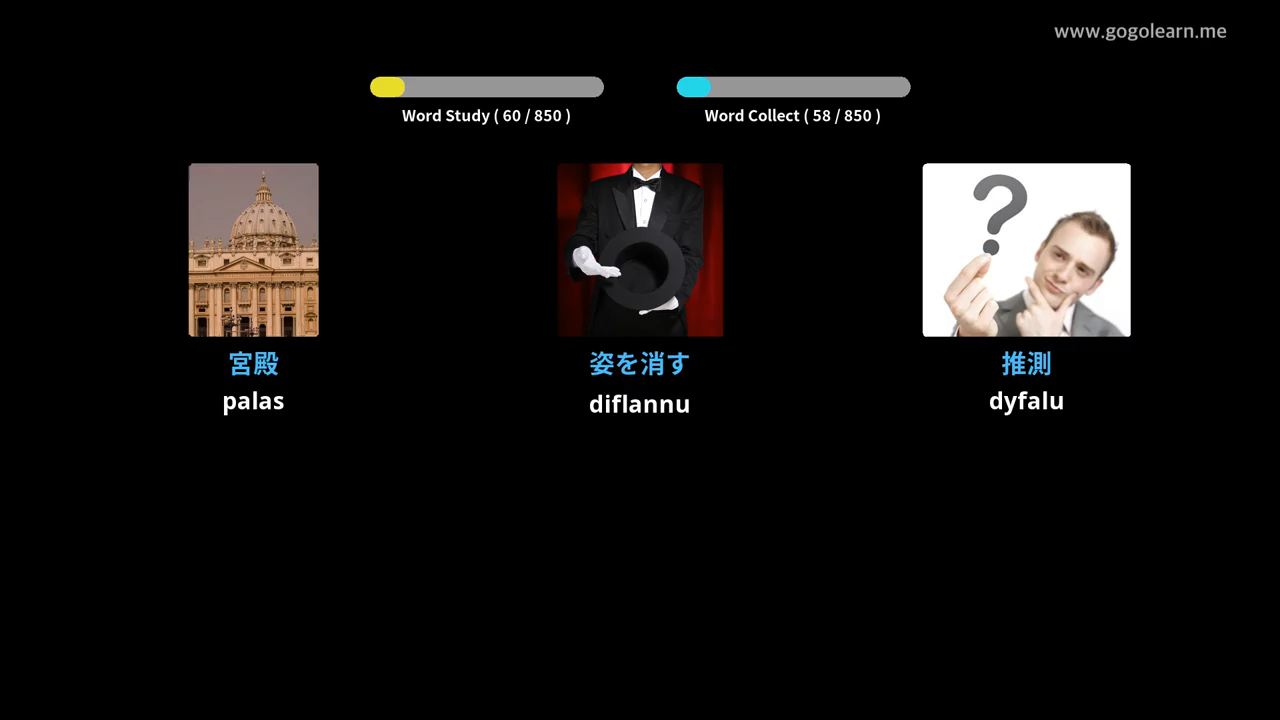 www.gogolearn.me
Word Study ( 60 / 850 )
Word Collect ( 58 / 850 )
宮殿
姿を消す
推測
palas
diflannu
dyfalu